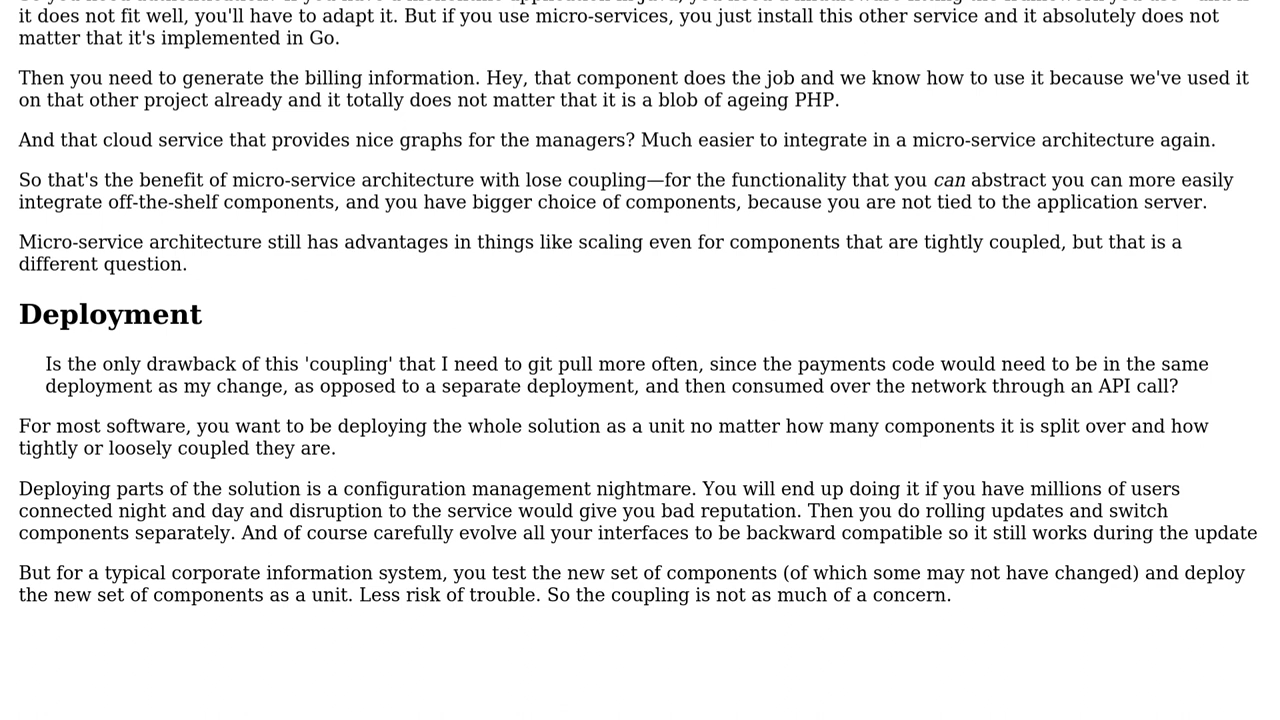 it does not fit well, you'll have to adapt it. But if you use micro-services, you just install this other service and it absolutely does not
matter that it's implemented in Go.
Then you need to generate the billing information. Hey, that component does the job and we know how to use it because we've used it
on that other project already and it totally does not matter that it is a blob of ageing PHP.
And that cloud service that provides nice graphs for the managers? Much easier to integrate in a micro-service architecture again.
So that's the benefit of micro-service architecture with lose coupling—for the functionality that you can abstract you can more easily
integrate off-the-shelf components, and you have bigger choice of components, because you are not tied to the application server.
Micro-service architecture still has advantages in things like scaling even for components that are tightly coupled, but that is a
different question.
Deployment
Is the only drawback of this 'coupling' that I need to git pull more often, since the payments code would need to be in the same
deployment as my change, as opposed to a separate deployment, and then consumed over the network through an API call?
For most software, you want to be deploying the whole solution as a unit no matter how many components it is split over and how
tightly or loosely coupled they are.
Deploying parts of the solution is a configuration management nightmare. You will end up doing it if you have millions of users
connected night and day and disruption to the service would give you bad reputation. Then you do rolling updates and switch
components separately. And of course carefully evolve all your interfaces to be backward compatible so it still works during the update
But for a typical corporate information system, you test the new set of components (of which some may not have changed) and deploy
the new set of components as a unit. Less risk of trouble. So the coupling is not as much of a concern.